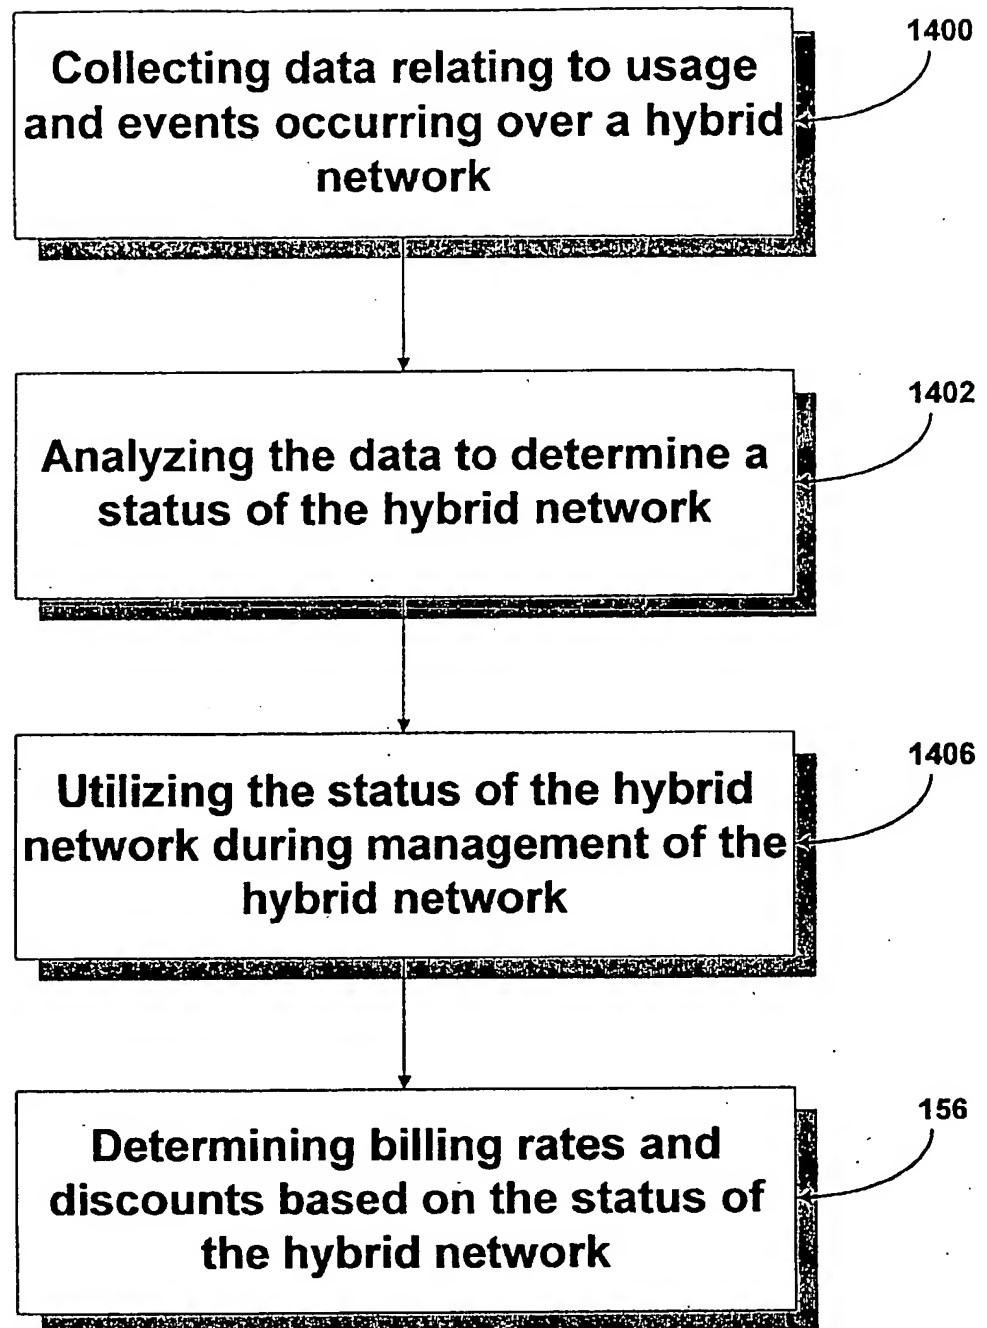 Collecting data relating to usage
and events occurring over a hybrid
network
1400
Analyzing the data to determine a
status of the hybrid network
1402
Utilizing the status of the hybrid
network during management of the
hybrid network
1406
Determining billing rates and
discounts based on the status of
the hybrid network
156